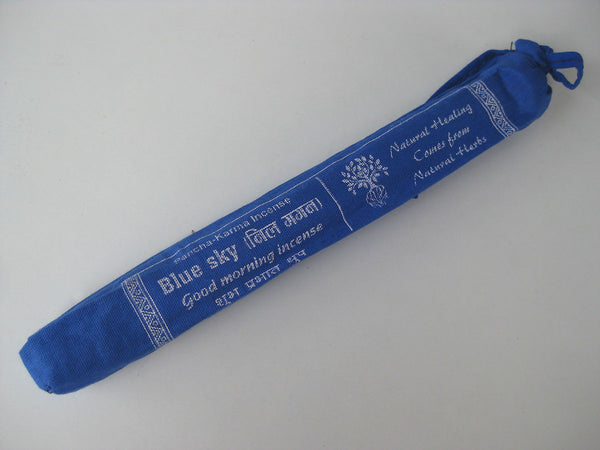 Pancha-Karma Incense
Blue sky (निल गगन)
Good morning incense
शुभ प्रभात धुप
Natural Healing
Comes from
Natural Herbs